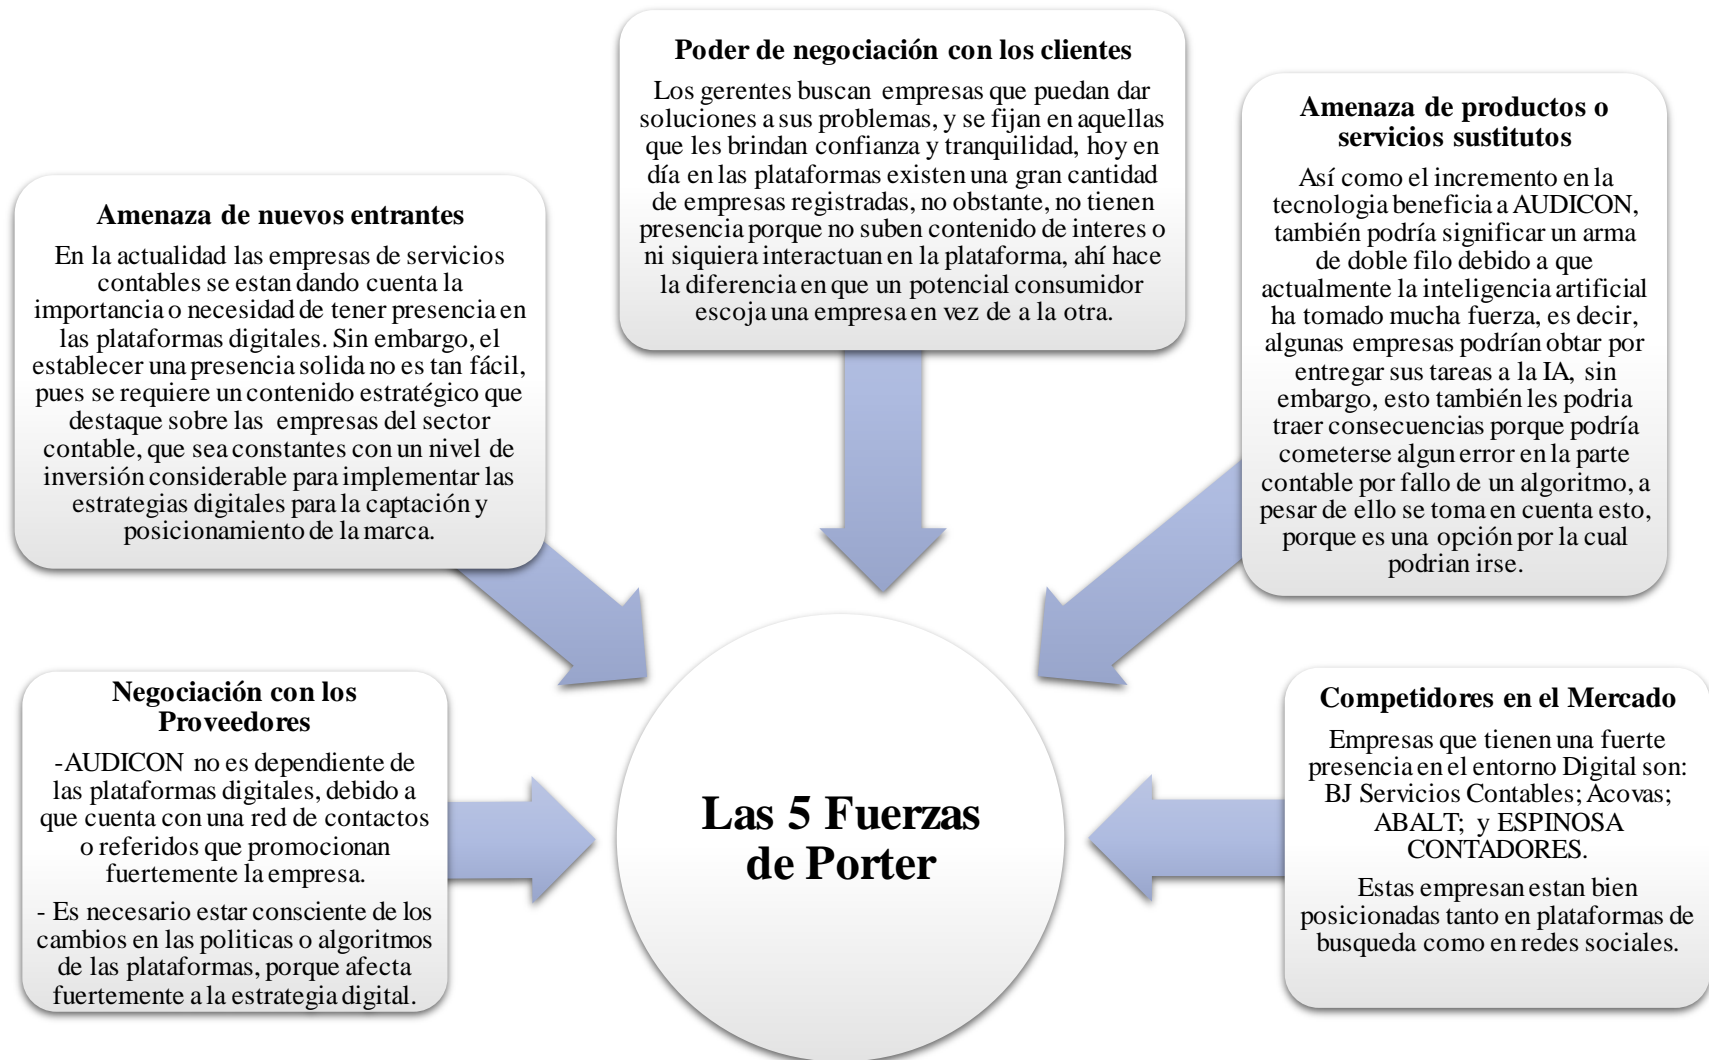 Poder de negociación con los clientes
Los gerentes buscan empresas que puedan dar
soluciones a sus problemas, y se fijan en aquellas
que les brindan confianza y tranquilidad, hoy en
día en las plataformas existen una gran cantidad
de empresas registradas, no obstante, no tienen
presencia porque no suben contenido de interes o
ni siquiera interactuan en la plataforma, ahí hace
la diferencia en que un potencial consumidor
escoja una empresa en vez de a la otra.
Amenaza de productos o
servicios sustitutos
Así como el incremento en la
tecnologia beneficia a AUDICON,
también podría significar un arma
de doble filo debido a que
actualmente la inteligencia artificial
ha tomado mucha fuerza, es decir,
algunas empresas podrían obtar por
entregar sus tareas a la IA, sin
embargo, esto también les podria
traer consecuencias porque podría
cometerse algun error en la parte
contable por fallo de un algoritmo, a
pesar de ello se toma en cuenta esto,
porque es una opción por la cual
podrian irse.
Amenaza de nuevos entrantes
En la actualidad las empresas de servicios
contables se estan dando cuenta la
importancia o necesidad de tener presencia en
las plataformas digitales. Sin embargo, el
establecer una presencia solida no es tan fácil,
pues se requiere un contenido estratégico que
destaque sobre las empresas del sector
contable, que sea constantes con un nivel de
inversión considerable para implementar las
estrategias digitales para la captación y
posicionamiento de la marca.
Negociación con los
Proveedores
-AUDICON no es dependiente de
las plataformas digitales, debido a
que cuenta con una red de contactos
o referidos que promocionan
fuertemente la empresa.
- Es necesario estar consciente de los
cambios en las politicas o algoritmos
de las plataformas, porque afecta
fuertemente a la estrategia digital.
Las 5 Fuerzas
de Porter
Competidores en el Mercado
Empresas que tienen una fuerte
presencia en el entorno Digital son:
BJ Servicios Contables; Acovas;
ABALT; y ESPINOSA
CONTADORES.
Estas empresan estan bien
posicionadas tanto en plataformas de
busqueda como en redes sociales.